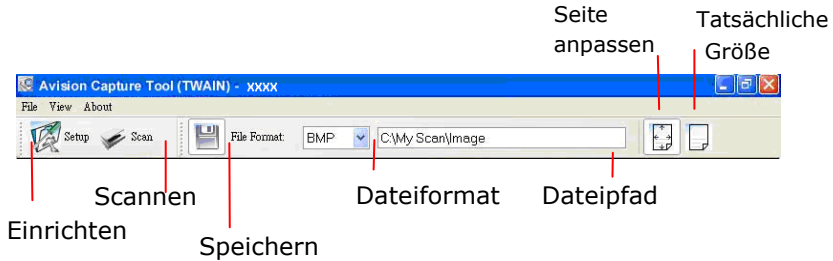 Seite
anpassen
Tatsächliche
Größe
Avision Capture Tool (TWAIN) - xxxx
File View About
Setup Scan File Format: BMP C:\My Scan\Image
Scannen
Dateiformat
Dateipfad
Einrichten
Speichern